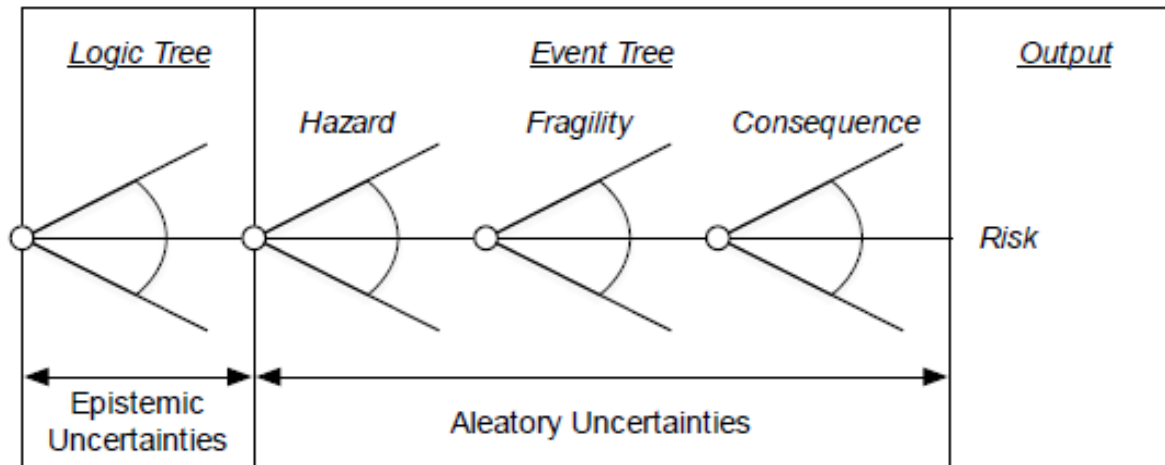 Logic Tree
Event Tree
Output
Hazard
Fragility
Consequence
Risk
Epistemic
Uncertainties
Aleatory Uncertainties